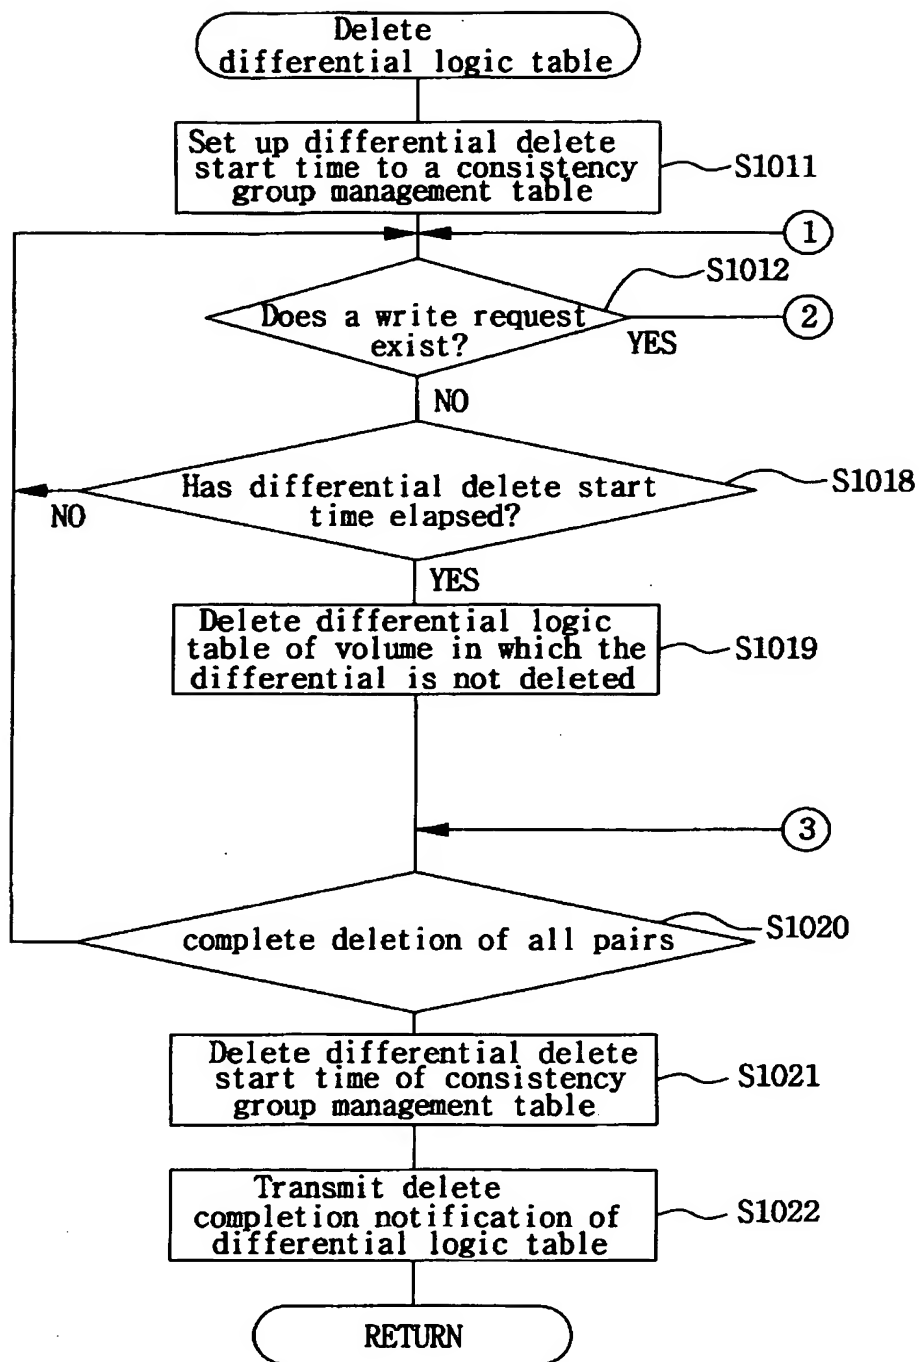 Delete
differential logic table
Set up differential delete
start time to a consistency
group management table
S1011
1
S1012
Does a write request
exist?
2
YES
NO
Has differential delete start
time elapsed?
S1018
NO
YES
Delete differential logic
table of volume in which the
differential is not deleted
S1019
3
complete deletion of all pairs
S1020
Delete differential delete
start time of consistency
group management table
S1021
Transmit delete
completion notification of
differential logic table
S1022
RETURN